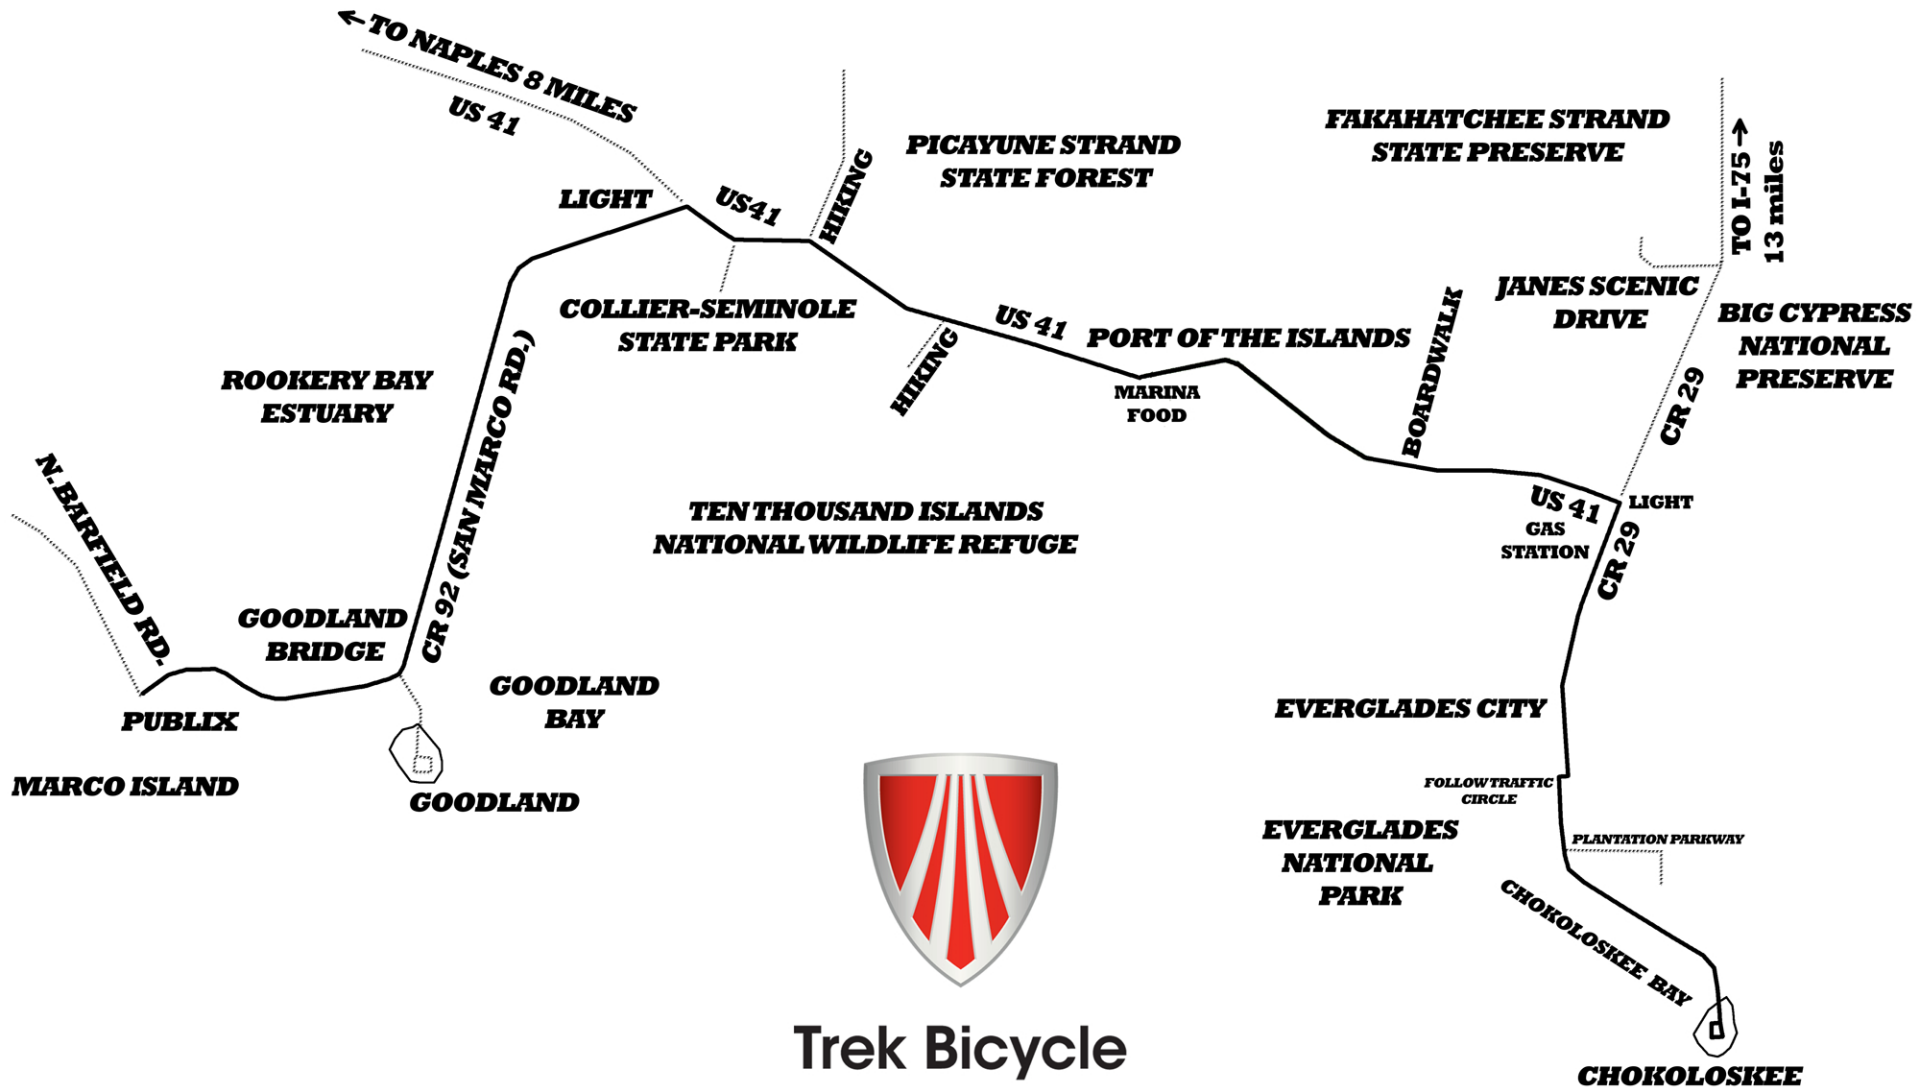 TO NAPLES 8 MILES
US 41
LIGHT
US41
HIKING
PICAYUNE STRAND
STATE FOREST
FAKAHATCHEE STRAND
STATE PRESERVE
TO I-75
13 miles
COLLIER-SEMINOLE
STATE PARK
HIKING
US 41
PORT OF THE ISLANDS
MARINA
FOOD
BOARDWALK
JANES SCENIC
DRIVE
BIG CYPRESS
NATIONAL
PRESERVE
CR 29
ROOKERY BAY
ESTUARY
CR 92 (SAN MARCO RD.)
N. BARFIELD RD.
TEN THOUSAND ISLANDS
NATIONAL WILDLIFE REFUGE
US 41
LIGHT
GAS
STATION
CR 29
GOODLAND
BRIDGE
GOODLAND
BAY
PUBLIX
MARCO ISLAND
GOODLAND
EVERGLADES CITY
FOLLOW TRAFFIC
CIRCLE
EVERGLADES
NATIONAL
PARK
PLANTATION PARKWAY
CHOKOLOSKEE BAY
CHOKOLOSKEE
Trek Bicycle